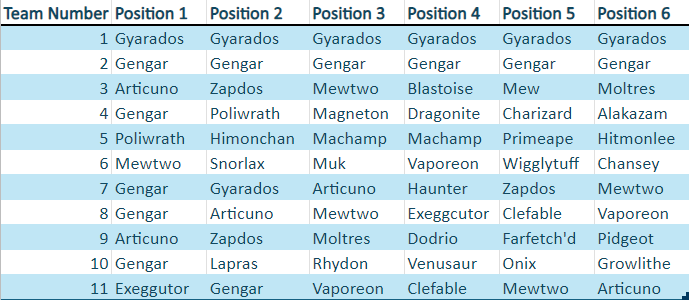 Team Number Position 1 Position 2 Position 3 Position 4 Position 5 Position 6
1 Gyarados Gyarados Gyarados Gyarados Gyarados Gyarados
2 Gengar Gengar Gengar Gengar Gengar Gengar
3 Articuno Zapdos Mewtwo Blastoise Mew Moltres
4 Gengar Poliwrath Magneton Dragonite Charizard Alakazam
5 Poliwrath Himonchan Machamp Machamp Primeape Hitmonlee
6 Mewtwo Snorlax Muk Vaporeon Wigglytuff Chansey
7 Gengar Gyarados Articuno Haunter Zapdos Mewtwo
8 Gengar Articuno Mewtwo Exeggcutor Clefable Vaporeon
9 Articuno Zapdos Moltres Dodrio Farfetch'd Pidgeot
10 Gengar Lapras Rhydon Venusaur Onix Growlithe
11 Exeggutor Gengar Vaporeon Clefable Mewtwo Articuno